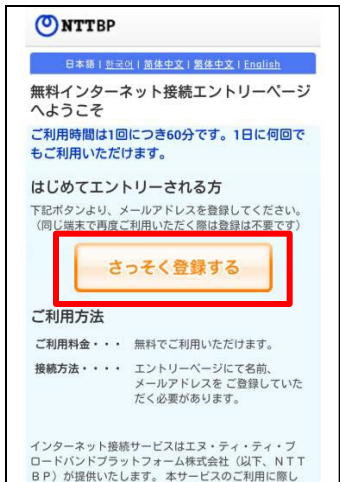 NTTBP
日本語 | 한국어 | 简体中文 | 繁体中文 | English
無料インターネット接続エントリーページ
へようこそ
ご利用時間は1回につき60分です。1日に何回で
もご利用いただけます。
はじめてエントリーされる方
下記ボタンより、メールアドレスを登録してください。
（同じ端末で再度ご利用いただく際は登録は不要です）
さっそく登録する
ご利用方法
ご利用料金・・・ 無料でご利用いただけます。
接続方法・・・・ エントリーページにて名前、
メールアドレスを ご登録していた
だく必要があります。
インターネット接続サービスはエヌ・ティ・ティ・ブ
ロードバンドプラットフォーム株式会社（以下、ＮＴＴ
ＢＰ）が提供いたします。 本サービスのご利用に際し